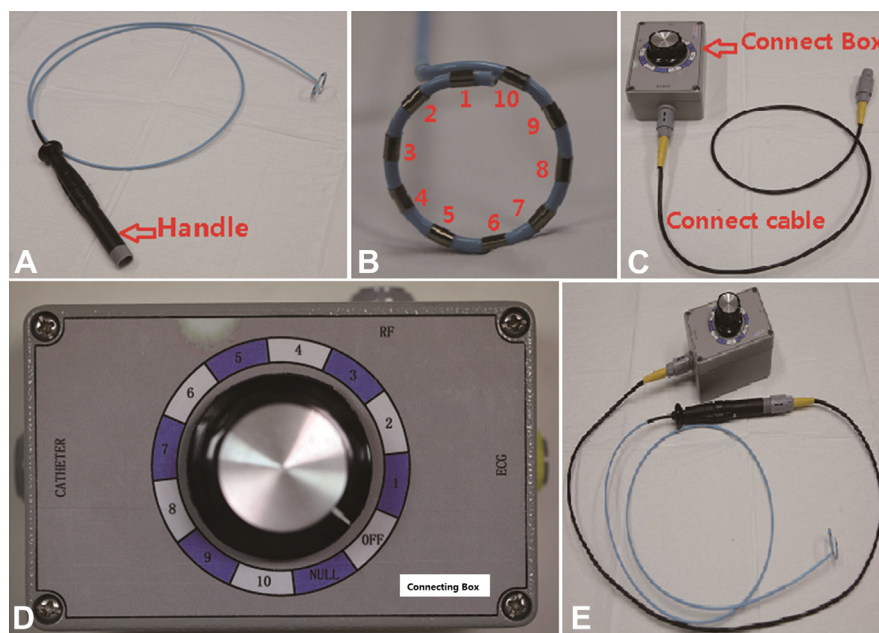 A
Handle
B
1
2
3
4
5
6
7
8
9
10
C
Connect Box
Connect cable
D
RF
CATHETER
ECG
OFF
1
2
3
4
5
6
7
8
9
10
NULL
Connecting Box
E